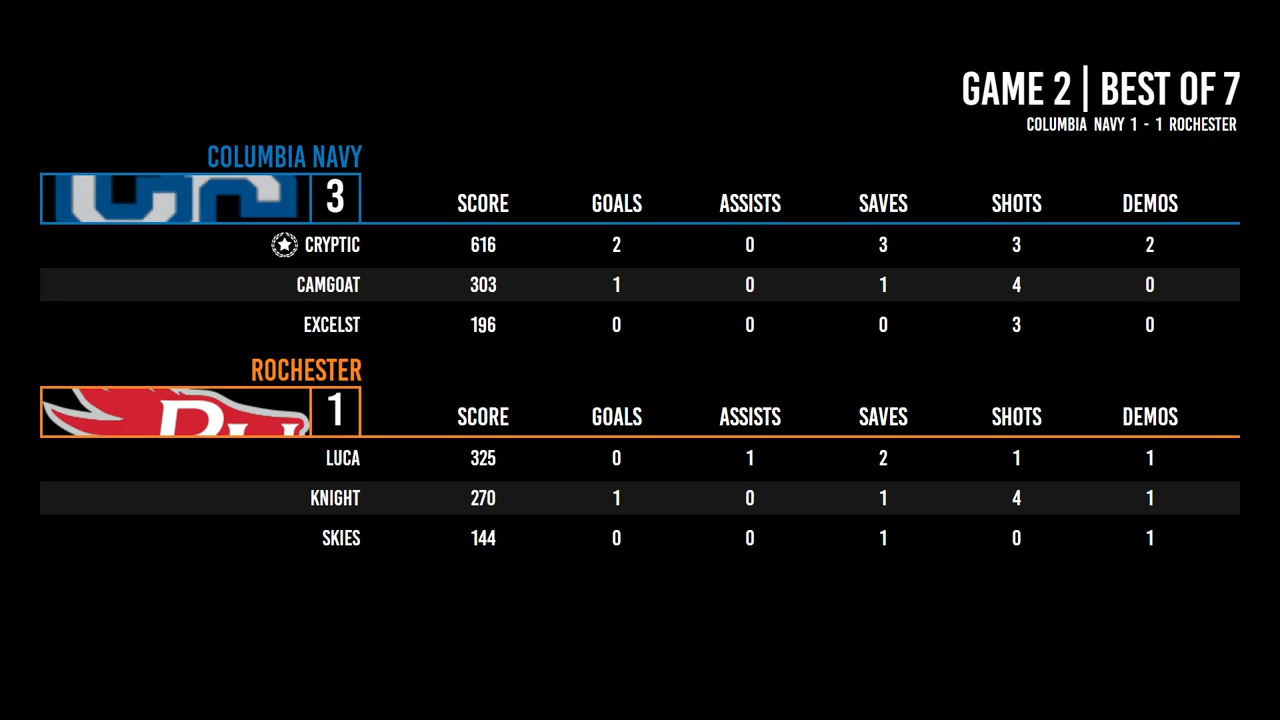 GAME 2 | BEST OF 7
COLUMBIA NAVY 1 - 1 ROCHESTER
COLUMBIA NAVY
3 SCORE GOALS ASSISTS SAVES SHOTS DEMOS
CRYPTIC 616 2 0 3 3 2
CAMGOAT 303 1 0 1 4 0
EXCELST 196 0 0 0 3 0
ROCHESTER
1 SCORE GOALS ASSISTS SAVES SHOTS DEMOS
LUCA 325 0 1 2 1 1
KNIGHT 270 1 0 1 4 1
SKIES 144 0 0 1 0 1